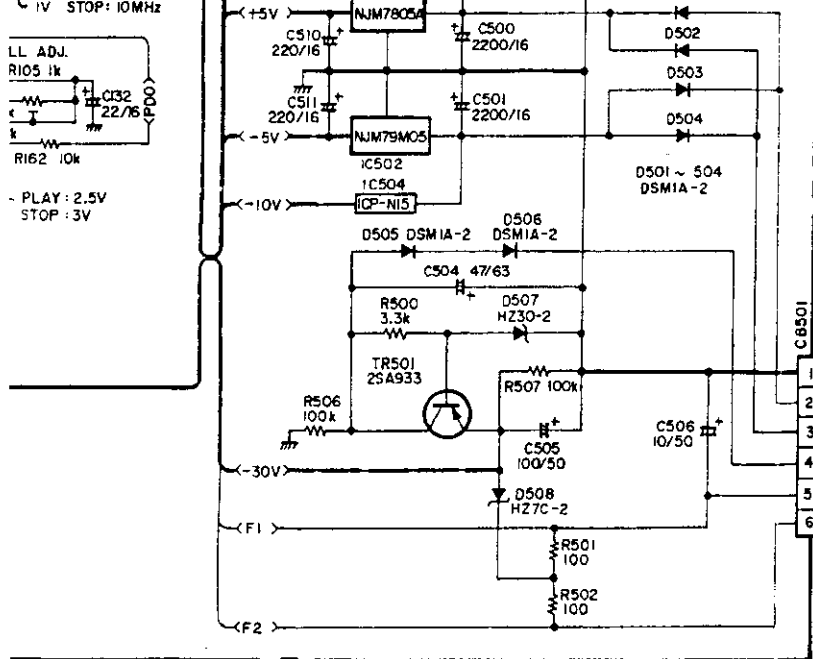 1V STOP: 10MHz
+5V
NJM7805A
C510
220/16
C500
2200/16
D502
LL ADJ.
R105 1k
C132
22/16
PDO
k
k
R162 10k
C511
220/16
C501
2200/16
D503
D504
-5V
NJM79M05
IC502
D501 ~ 504
DSM1A-2
IC504
-10V
ICP-N15
~ PLAY : 2.5V
STOP : 3V
D505 DSM1A-2
D506
DSM1A-2
C504 47/63
R500
3.3k
D507
HZ30-2
TR501
2SA933
R507 100k
CB501
1
2
3
4
5
6
R506
100k
C505
100/50
C506
10/50
-30V
D508
HZ7C-2
F1
R501
100
R502
100
F2